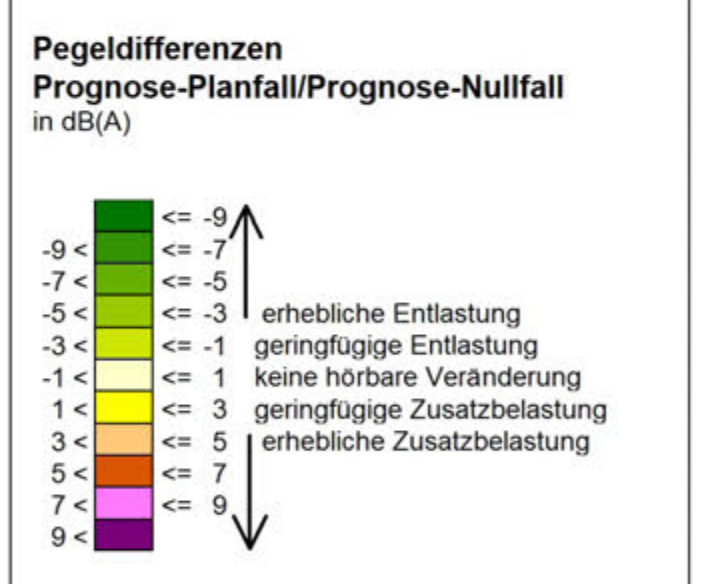 Pegeldifferenzen
Prognose-Planfall/Prognose-Nullfall
in dB(A)
<= -9
-9 < <= -7
-7 < <= -5
-5 < <= -3 erhebliche Entlastung
-3 < <= -1 geringfügige Entlastung
-1 < <= 1 keine hörbare Veränderung
1 < <= 3 geringfügige Zusatzbelastung
3 < <= 5 erhebliche Zusatzbelastung
5 < <= 7
7 < <= 9
9 <